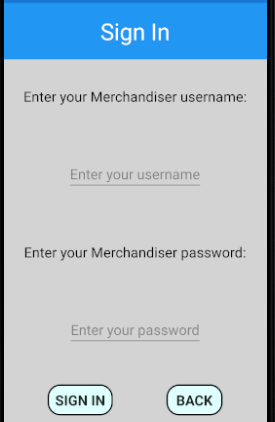 Sign In
Enter your Merchandiser username:
Enter your username
Enter your Merchandiser password:
Enter your password
SIGN IN
BACK